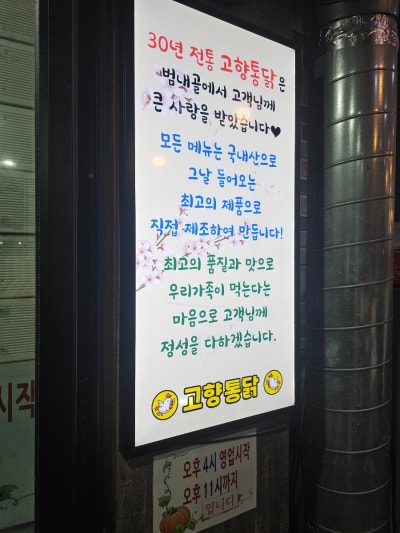 30년 전통 고향통닭은
범내골에서 고객님께
큰 사랑을 받았습니다♥
모든 메뉴는 국내산으로
그날 들어오는
최고의 제품으로
직접 제조하여 만듭니다!
최고의 품질과 맛으로
우리가족이 먹는다는
마음으로 고객님께
정성을 다하겠습니다.
고향통닭
오후 4시 영업시작
오후 11시까지
입니다!
시작